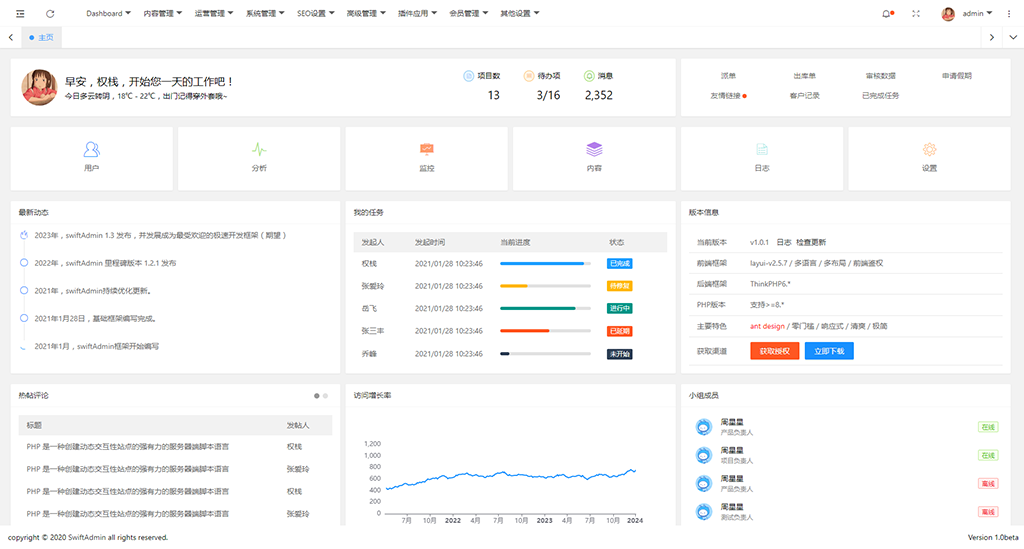 Dashboard 内容管理 运营管理 系统管理 SEO设置 高级管理 插件应用 会员管理 其他设置 admin
主页
早安，权栈，开始您一天的工作吧！
今日多云转阴，18℃ - 22℃，出门记得穿外套哦~
项目数 待办项 消息
13 3/16 2,352
派单 出库单 审核数据 申请假期
友情链接 客户记录 已完成任务
用户 分析 监控 内容 日志 设置
最新动态
2023年，swiftAdmin 1.3 发布，并发展成为最受欢迎的极速开发框架（期望）
2022年，swiftAdmin 里程碑版本 1.2.1 发布
2021年，swiftAdmin持续优化更新。
2021年1月28日，基础框架编写完成。
2021年1月，swiftAdmin框架开始编写
我的任务
发起人 发起时间 当前进度 状态
权栈 2021/01/28 10:23:46 已完成
张爱玲 2021/01/28 10:23:46 待恢复
岳飞 2021/01/28 10:23:46 进行中
张三丰 2021/01/28 10:23:46 已延期
乔峰 2021/01/28 10:23:46 未开始
版本信息
当前版本 v1.0.1 日志 检查更新
前端框架 layui-v2.5.7 / 多语言 / 多布局 / 前端鉴权
后端框架 ThinkPHP6.*
PHP版本 支持>=8.*
主要特色 ant design / 零门槛 / 响应式 / 清爽 / 极简
获取渠道 获取授权 立即下载
热帖评论
标题 发帖人
PHP 是一种创建动态交互性站点的强有力的服务器端脚本语言 权栈
PHP 是一种创建动态交互性站点的强有力的服务器端脚本语言 张爱玲
PHP 是一种创建动态交互性站点的强有力的服务器端脚本语言 权栈
PHP 是一种创建动态交互性站点的强有力的服务器端脚本语言 张爱玲
访问增长率
1,200
1,000
800
600
400
200
0
7月 10月 2022 4月 7月 10月 2023 4月 7月 10月 2024
小组成员
周星星
产品负责人 在线
周星星
项目负责人 在线
周星星
产品负责人 离线
周星星
测试负责人 离线
copyright © 2020 SwiftAdmin all rights reserved. Version 1.0beta